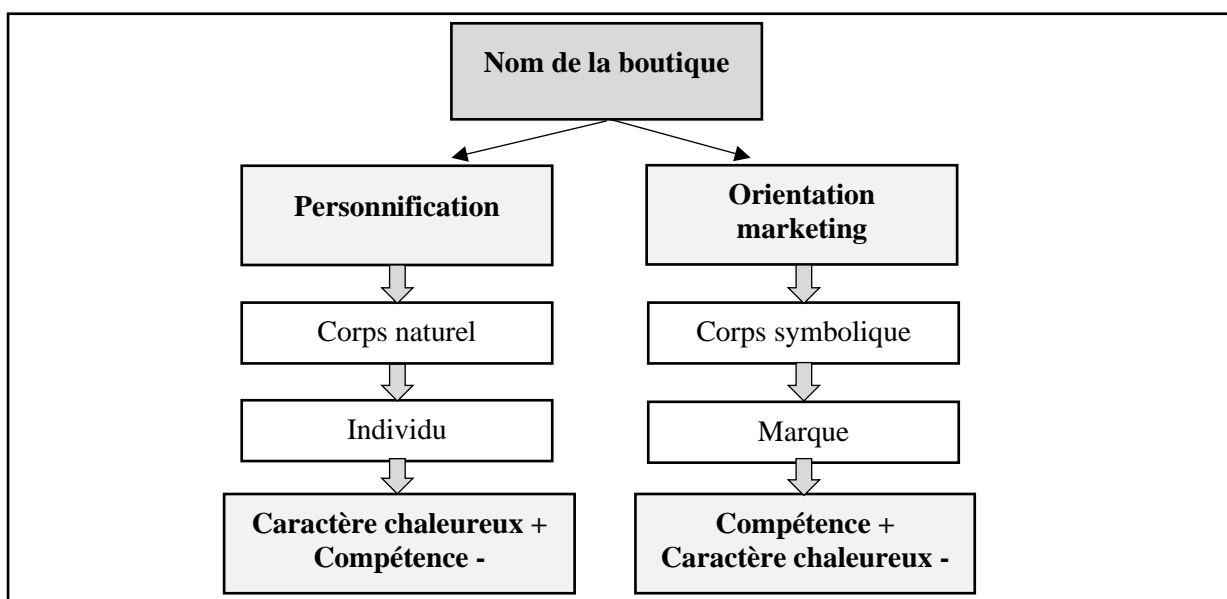 Nom de la boutique
Personnification
Orientation
marketing
Corps naturel
Corps symbolique
Individu
Marque
Caractère chaleureux +
Compétence -
Compétence +
Caractère chaleureux -